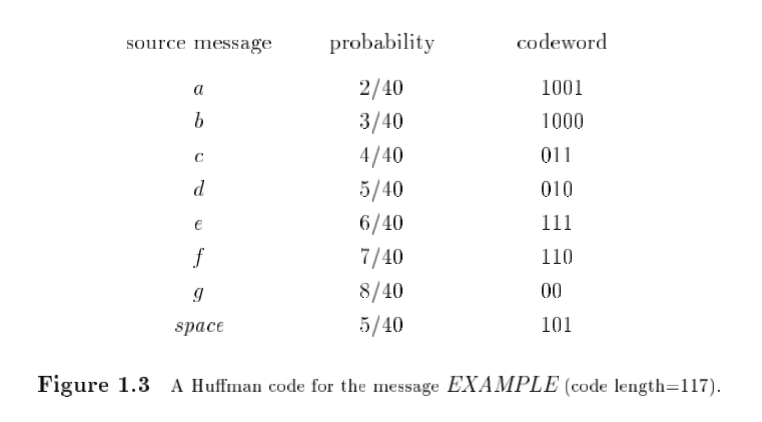 source message probability codeword
a 2/40 1001
b 3/40 1000
c 4/40 011
d 5/40 010
e 6/40 111
f 7/40 110
g 8/40 00
space 5/40 101
Figure 1.3 A Huffman code for the message EXAMPLE (code length=117).